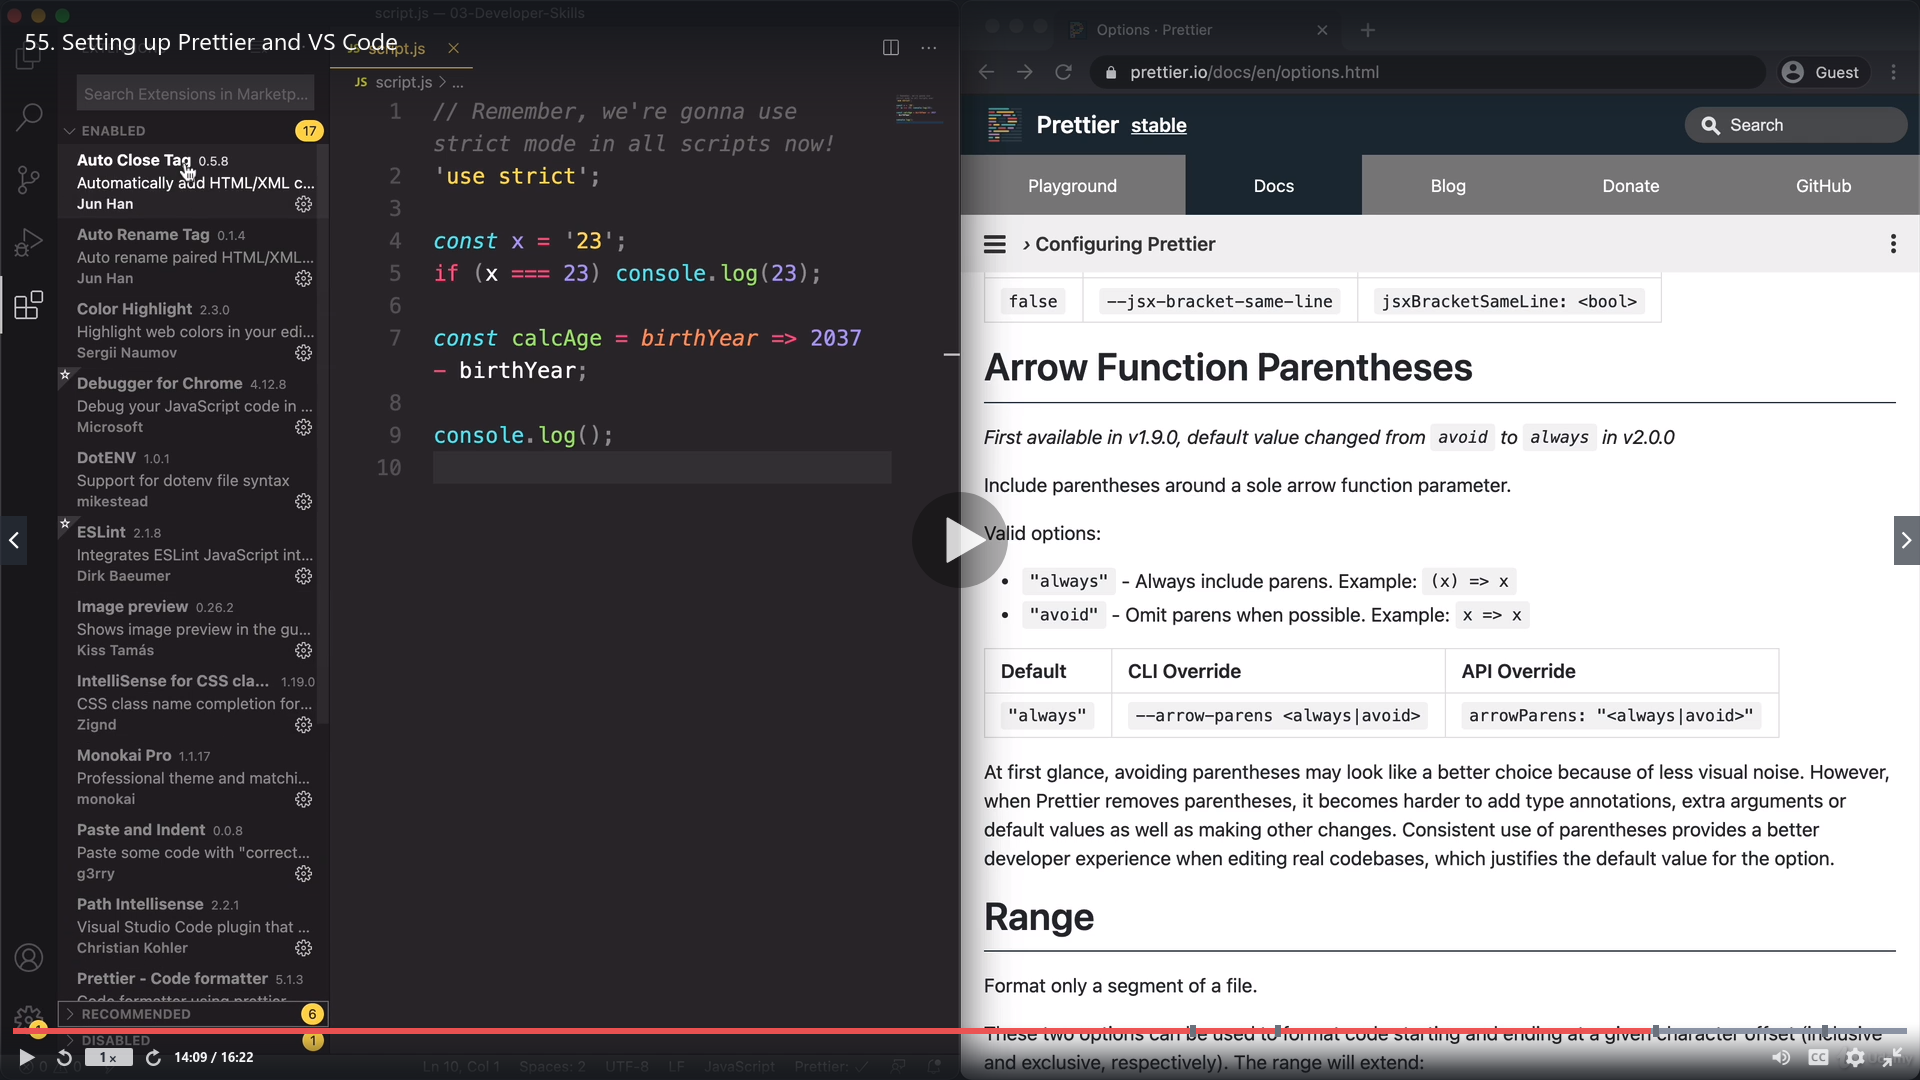 script.js — 03-Developer-Skills
55. Setting up Prettier and VS Code
JS script.js
Search Extensions in Marketp...
ENABLED 17
Auto Close Tag 0.5.8
Automatically add HTML/XML c...
Jun Han
Auto Rename Tag 0.1.4
Auto rename paired HTML/XML...
Jun Han
Color Highlight 2.3.0
Highlight web colors in your edi...
Sergii Naumov
Debugger for Chrome 4.12.8
Debug your JavaScript code in ...
Microsoft
DotENV 1.0.1
Support for dotenv file syntax
mikestead
ESLint 2.1.8
Integrates ESLint JavaScript int...
Dirk Baeumer
Image preview 0.26.2
Shows image preview in the gu...
Kiss Tamás
IntelliSense for CSS cla... 1.19.0
CSS class name completion for...
Zignd
Monokai Pro 1.1.17
Professional theme and matchi...
monokai
Paste and Indent 0.0.8
Paste some code with "correct...
g3rry
Path Intellisense 2.2.1
Visual Studio Code plugin that ...
Christian Kohler
Prettier - Code formatter 5.1.3
Code formatter using prettier
RECOMMENDED 6
DISABLED 1
1
JS script.js > ...
1 // Remember, we're gonna use
strict mode in all scripts now!
2 'use strict';
3
4 const x = '23';
5 if (x === 23) console.log(23);
6
7 const calcAge = birthYear => 2037
- birthYear;
8
9 console.log();
10
Options · Prettier
prettier.io/docs/en/options.html
Guest
Prettier stable
Search
Playground Docs Blog Donate GitHub
› Configuring Prettier
false --jsx-bracket-same-line jsxBracketSameLine: <bool>
Arrow Function Parentheses
First available in v1.9.0, default value changed from avoid to always in v2.0.0
Include parentheses around a sole arrow function parameter.
Valid options:
• "always" - Always include parens. Example: (x) => x
• "avoid" - Omit parens when possible. Example: x => x
Default CLI Override API Override
"always" --arrow-parens <always|avoid> arrowParens: "<always|avoid>"
At first glance, avoiding parentheses may look like a better choice because of less visual noise. However,
when Prettier removes parentheses, it becomes harder to add type annotations, extra arguments or
default values as well as making other changes. Consistent use of parentheses provides a better
developer experience when editing real codebases, which justifies the default value for the option.
Range
Format only a segment of a file.
These two options can be used to format code starting and ending at a given character offset (inclusive
and exclusive, respectively). The range will extend:
1x 14:09 / 16:22
Ln 10, Col 1 Spaces: 2 UTF-8 LF JavaScript Prettier: ✓
CC